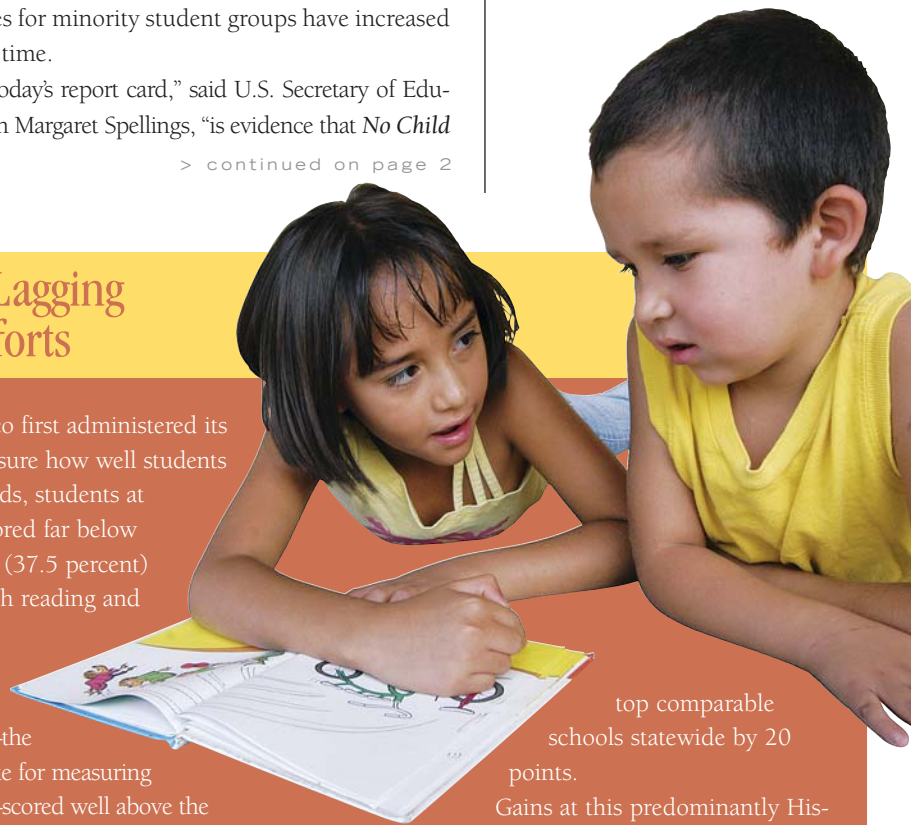 es for minority student groups have increased
time.
oday's report card,” said U.S. Secretary of Edu-
n Margaret Spellings, “is evidence that No Child
> continued on page 2
Lagging
forts
co first administered its
sure how well students
ds, students at
ored far below
(37.5 percent)
h reading and
–the
for measuring
–scored well above the
top comparable
schools statewide by 20
points.
Gains at this predominantly His-